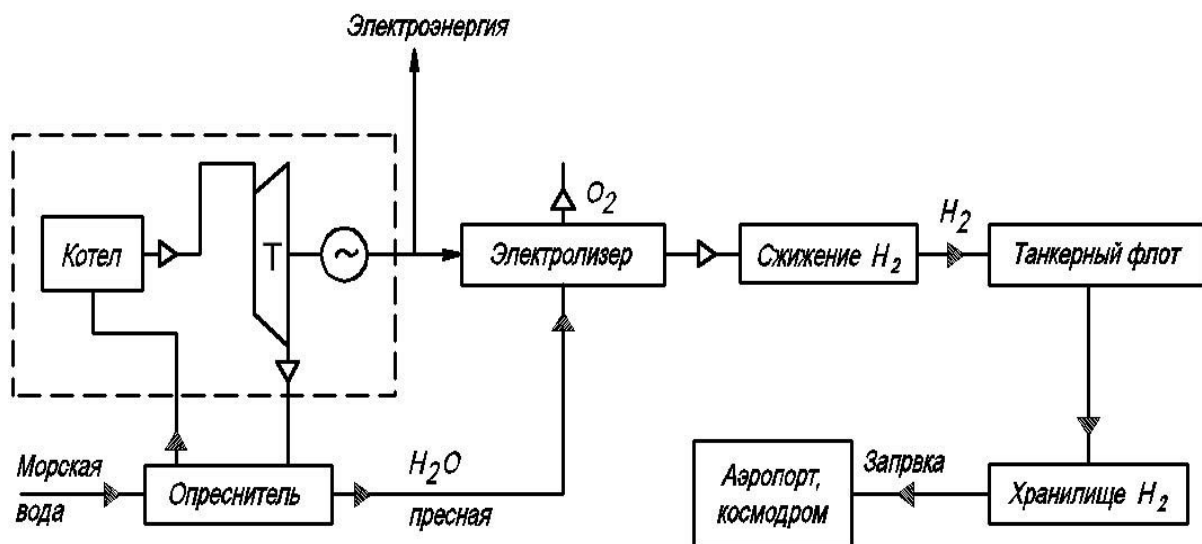 Электроэнергия
O2
H2
Котел
T
~
Электролизер
Сжижение H2
Танкерный флот
Морская
вода
Опреснитель
H2O
пресная
Аэропорт,
космодром
Запрвка
Хранилище H2